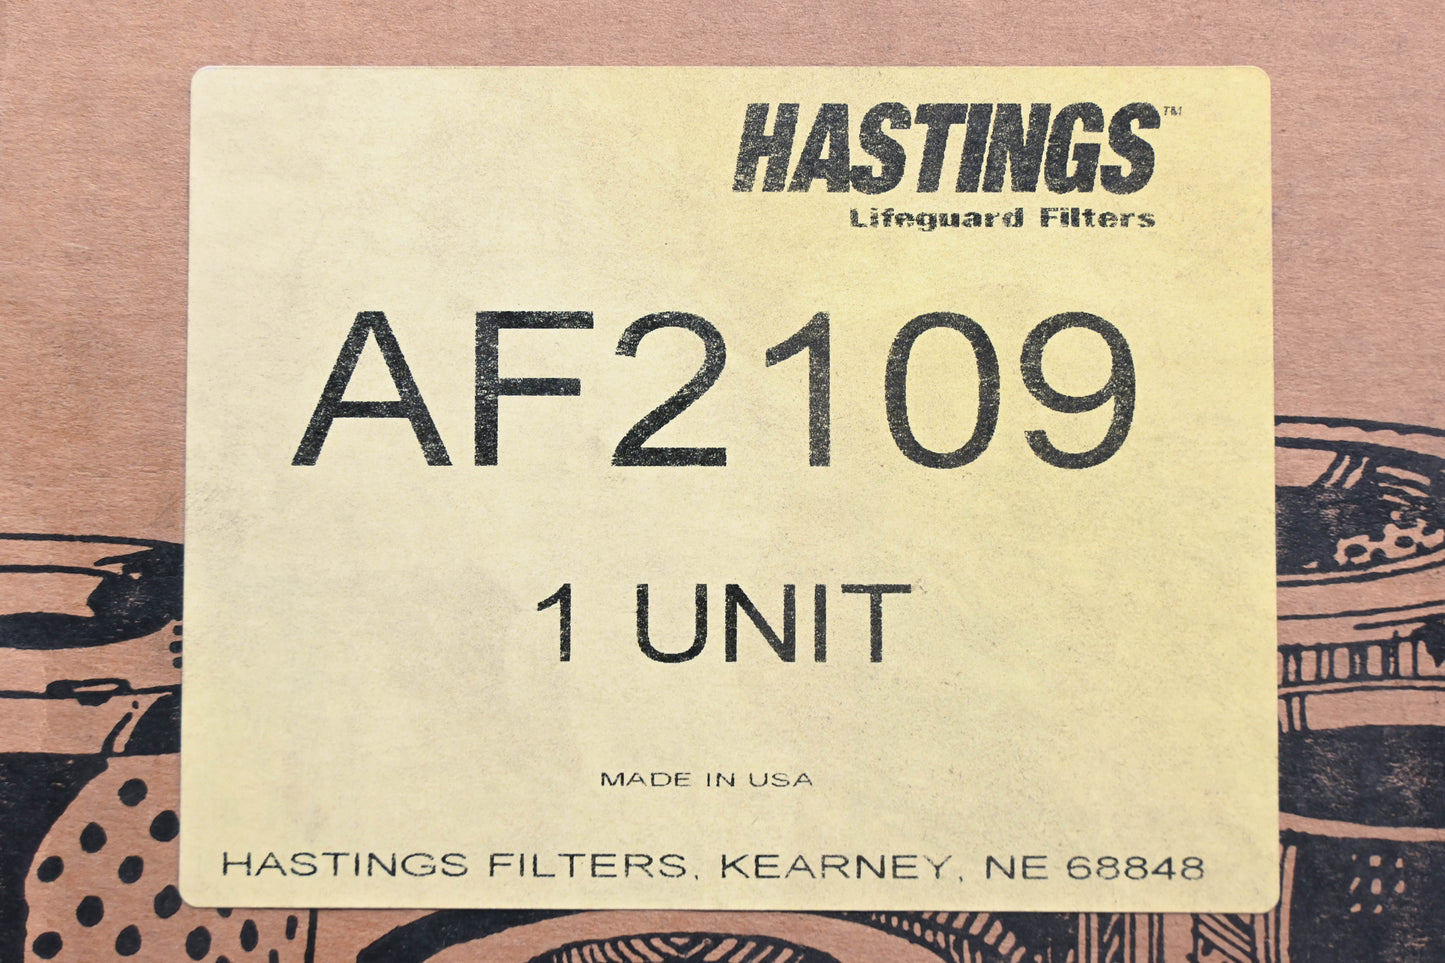 HASTINGS™
Lifeguard Filters
AF2109
1 UNIT
MADE IN USA
HASTINGS FILTERS, KEARNEY, NE 68848